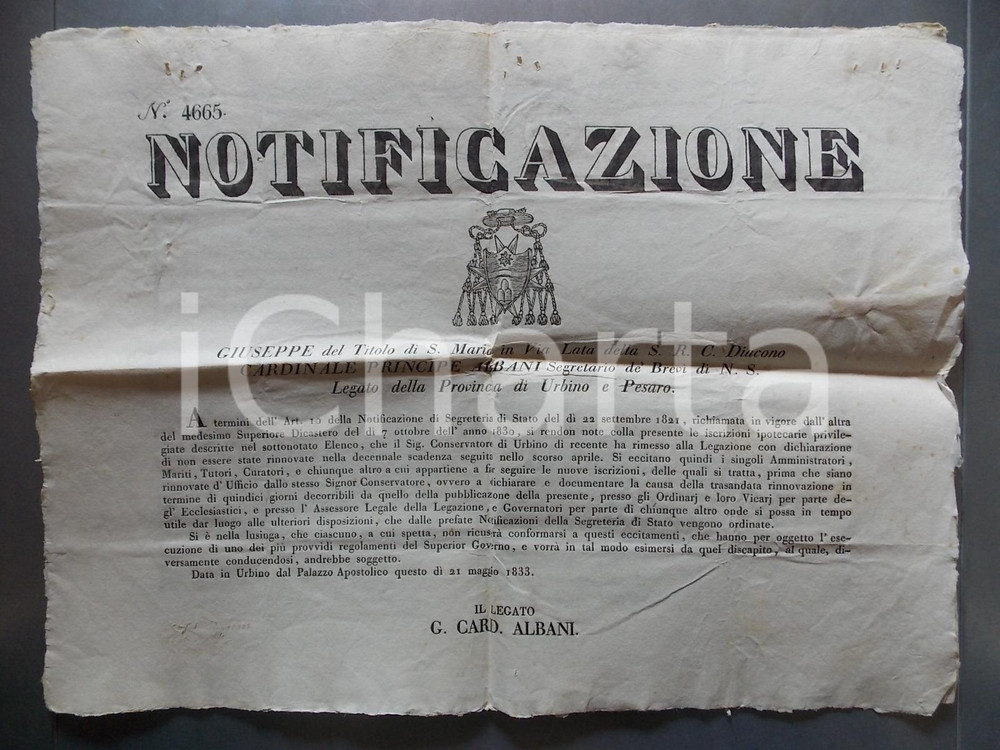 N.° 4665.
NOTIFICAZIONE
GIUSEPPE del Titolo di S. Maria in Via Lata della S. R. C. Diacono
CARDINALE PRINCIPE ALBANI Segretario de Brevi di N. S.
Legato della Provincia di Urbino e Pesaro.
A termini dell' Art. 15 della Notificazione di Segreteria di Stato del dì 22 settembre 1821, richiamata in vigore dall' altra
del medesimo Superiore Dicastero del dì 7 ottobre dell' anno 1830, si rendon note colla presente le iscrizioni ipotecarie privile-
giate descritte nel sottonotato Elenco, che il Sig. Conservatore di Urbino di recente ha rimesso alla Legazione con dichiarazione
di non essere state rinnovate nella decennale scadenza seguita nello scorso aprile. Si eccitano quindi i singoli Amministratori,
Mariti, Tutori, Curatori, e chiunque altro a cui appartiene a far seguire le nuove iscrizioni, delle quali si tratta, prima che siano
rinnovate d' Ufficio dallo stesso Signor Conservatore, ovvero a dichiarare e documentare la causa della trasandata rinnovazione in
termine di quindici giorni decorribili da quello della pubblicazone della presente, presso gli Ordinarj e loro Vicarj per parte de-
gl' Ecclesiastici, e presso l' Assessore Legale della Legazione, e Governatori per parte di chiunque altro onde si possa in tempo
utile dar luogo alle ulteriori disposizioni, che dalle prefate Notificazioni della Segreteria di Stato vengono ordinate.
Si è nella lusiuga, che ciascuno, a cui spetta, non ricusrà conformarsi a questi eccitamenti, che hanno per oggetto l' ese-
cuzione di uno dei più provvidi regolamenti del Superior Governo, e vorrà in tal modo esimersi da quel discapito, al quale, di-
versamente conducendosi, andrebbe soggetto.
Data in Urbino dal Palazzo Apostolico questo dì 21 maggio 1833.
IL LEGATO
G. CARD. ALBANI.
iCharta